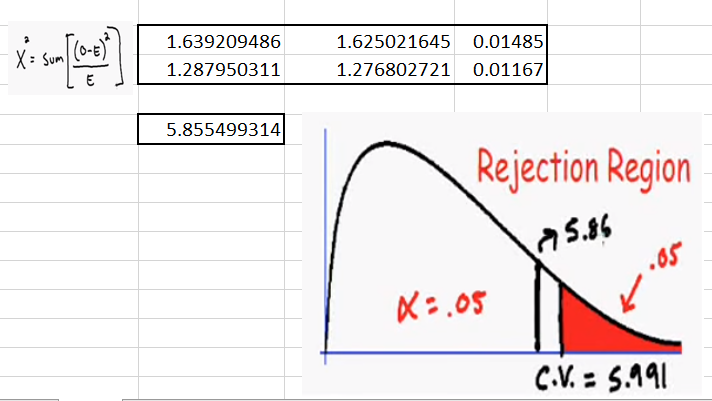 X² = Sum[(O-E)²/E]
1.639209486 1.625021645 0.01485
1.287950311 1.276802721 0.01167
5.855499314
Rejection Region
5.86
.05
α = .05
C.V. = 5.991